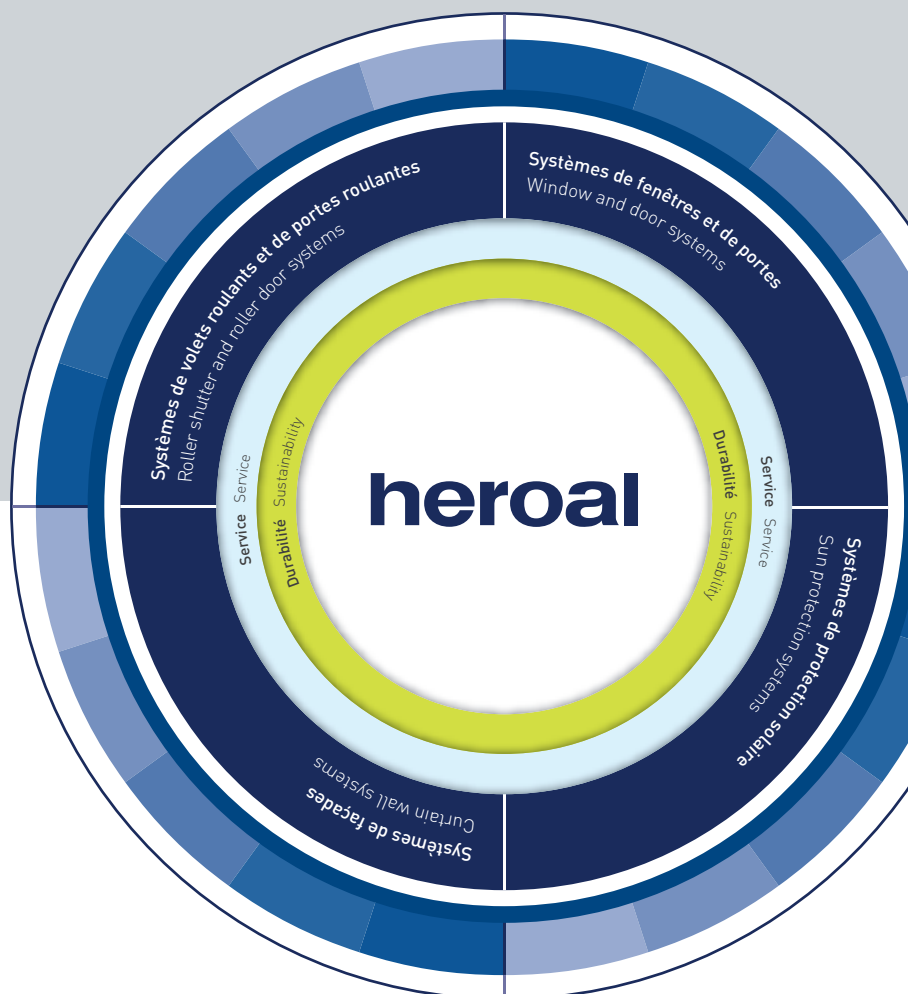 Systèmes de volets roulants et de portes roulantes
Roller shutter and roller door systems
Systèmes de fenêtres et de portes
Window and door systems
Service Service
Durabilité Sustainability
heroal
Durabilité Sustainability
Service Service
Systèmes de protection solaire
Sun protection systems
Systèmes de façades
Curtain wall systems